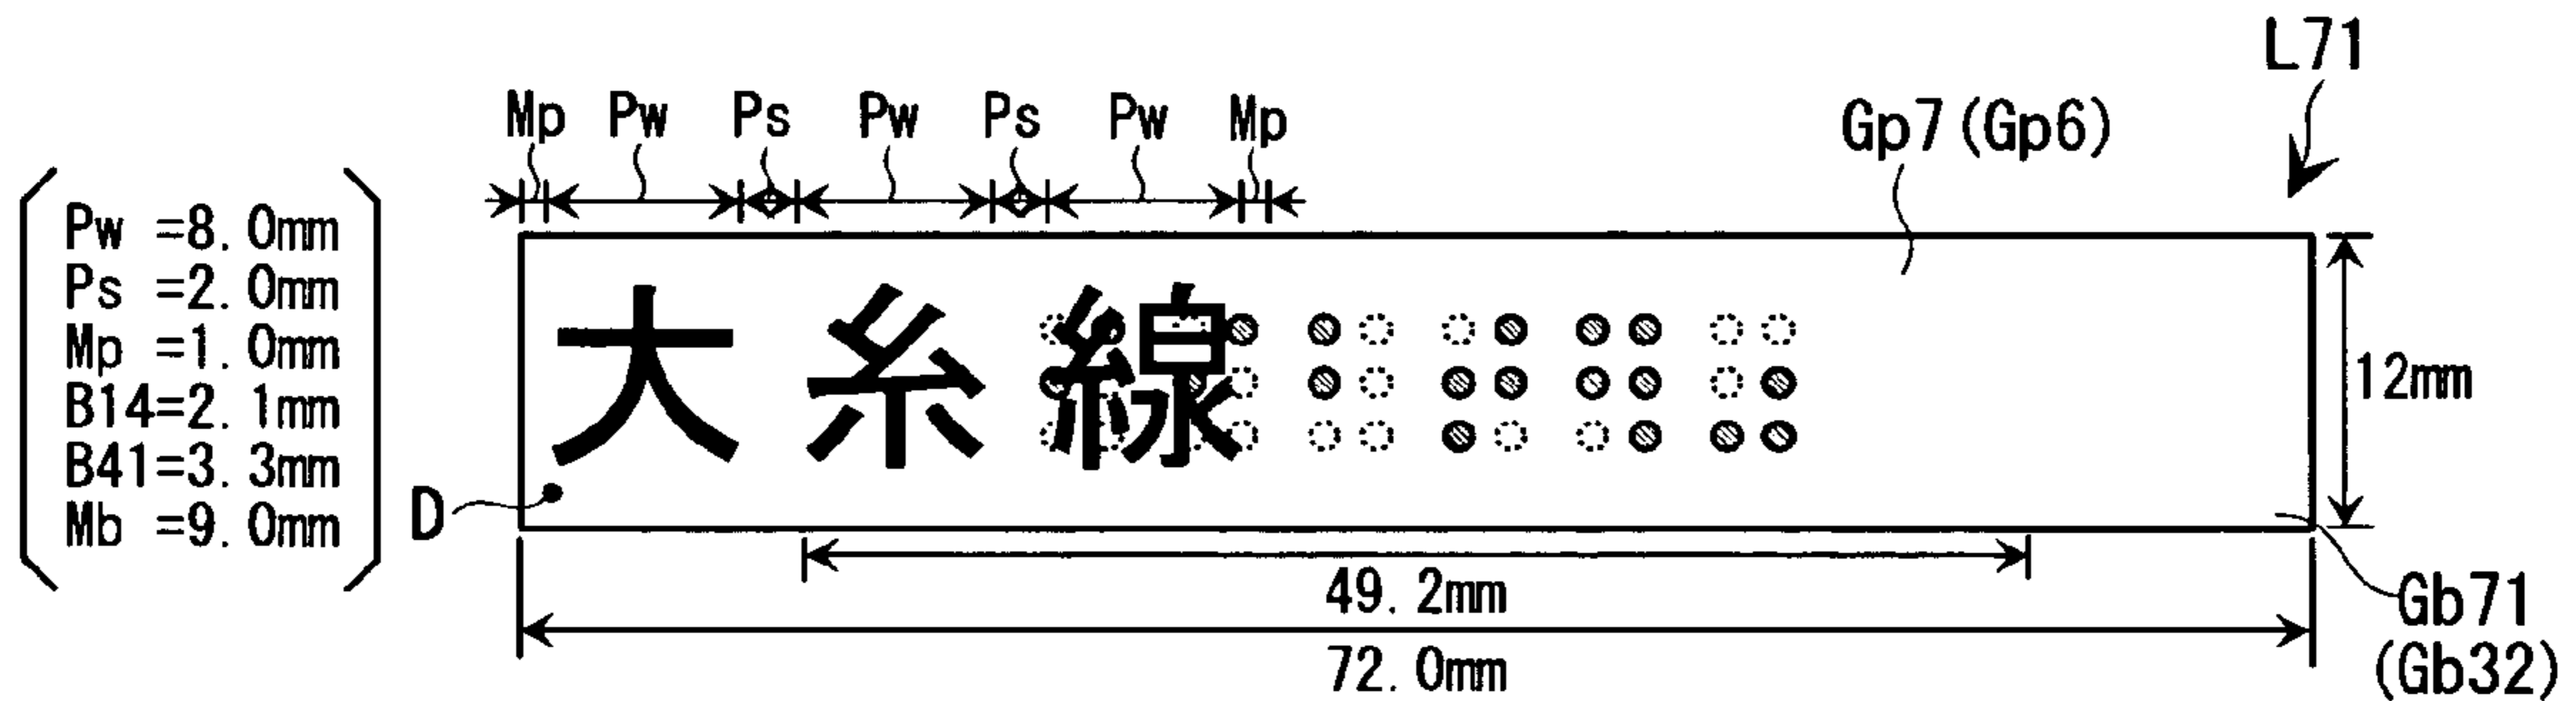 L71
Mp Pw Ps Pw Ps Pw Mp
Gp7(Gp6)
Pw =8.0mm
Ps =2.0mm
Mp =1.0mm
B14=2.1mm
B41=3.3mm
Mb =9.0mm
大糸線
12mm
D
49.2mm
72.0mm
Gb71
(Gb32)